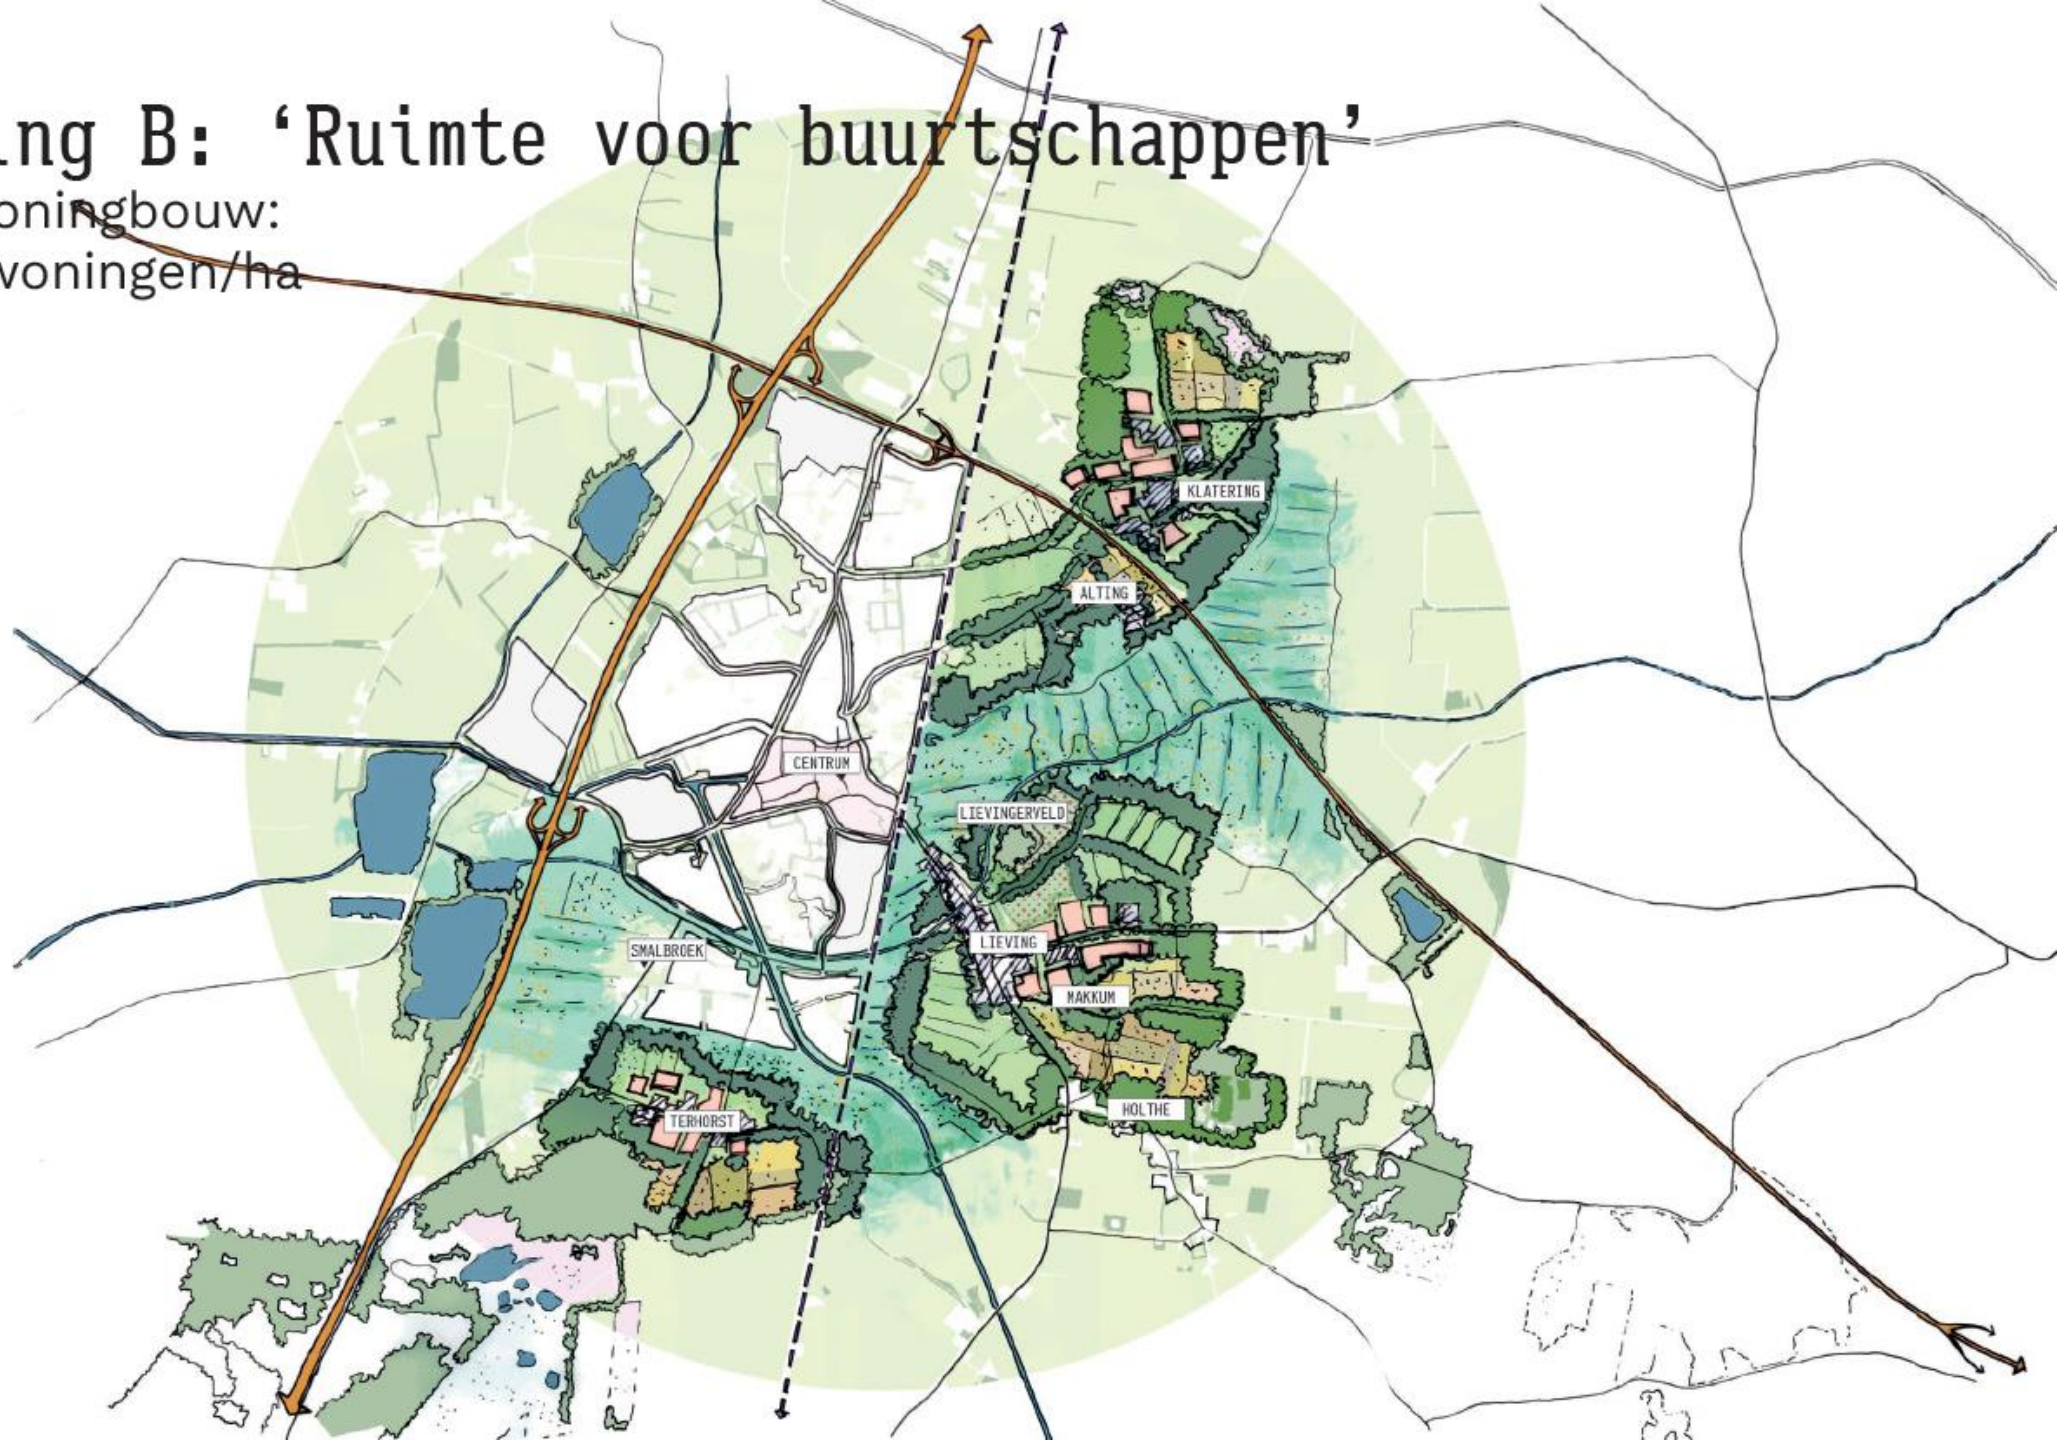 ing B: ‘Ruimte voor buurtschappen’
oningbouw:
woningen/ha
KLATERING
ALTING
CENTRUM
LIEVINGERVELD
LIEVING
SMALBROEK
MAKKUM
HOLTHE
TERHORST